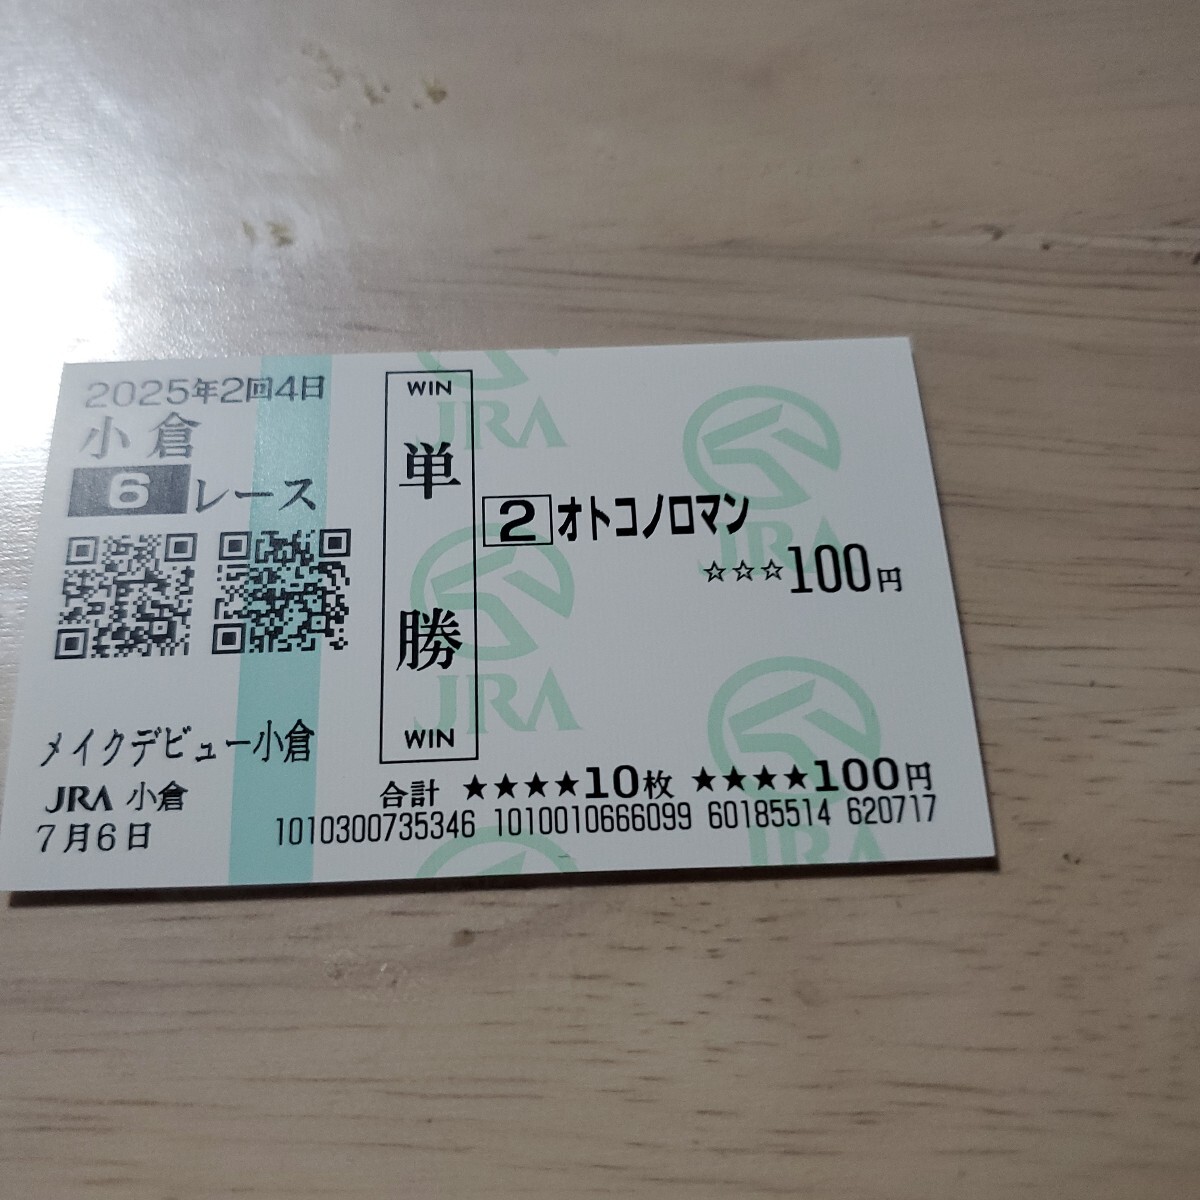 2025年2回4日
小倉
6レース
WIN
単勝
WIN
2 オトコノロマン
☆☆☆100円
メイクデビュー小倉
JRA 小倉
7月6日
合計 ★★★★10枚 ★★★★100円
1010300735346 1010010666099 60185514 620717
JRA
JRA
JRA
JRA